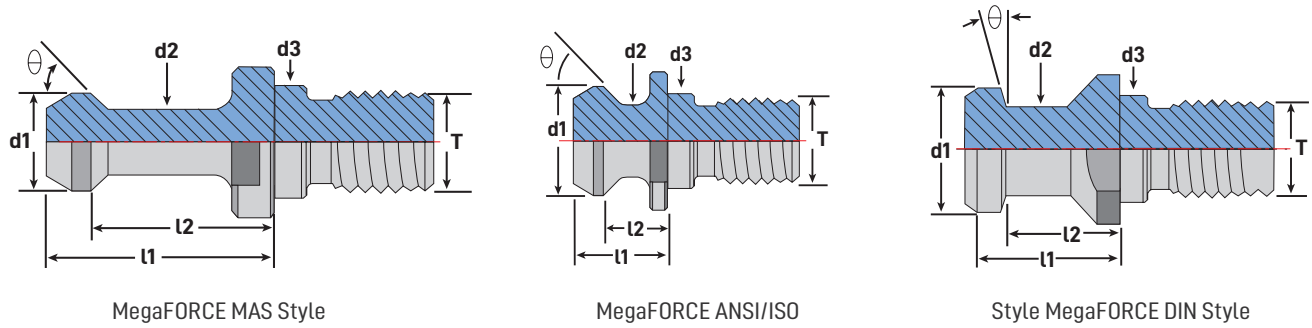 θ d2 d3 d1 T l2 l1
θ d2 d3 d1 T l2 l1
θ d2 d3 d1 T l2 l1
MegaFORCE MAS Style
MegaFORCE ANSI/ISO
Style MegaFORCE DIN Style